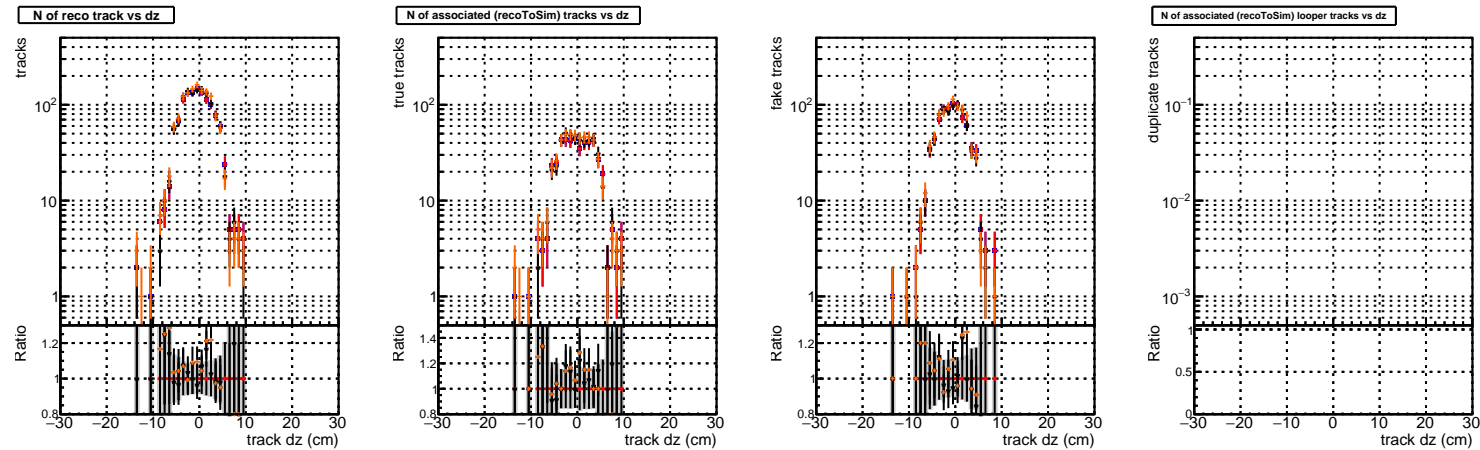 N of reco track vs dz
tracks
10²
10
1
Ratio
1.2
1
0.8
−30 −20 −10 0 10 20 30
track dz (cm)
N of associated (recoToSim) tracks vs dz
true tracks
10²
10
1
Ratio
1.4
1.2
1
0.8
−30 −20 −10 0 10 20 30
track dz (cm)
fake tracks
10²
10
1
Ratio
1.2
1
0.8
−30 −20 −10 0 10 20 30
track dz (cm)
N of associated (recoToSim) looper tracks vs dz
duplicate tracks
10⁻¹
10⁻²
10⁻³
Ratio
1
0.5
0
−30 −20 −10 0 10 20 30
track dz (cm)